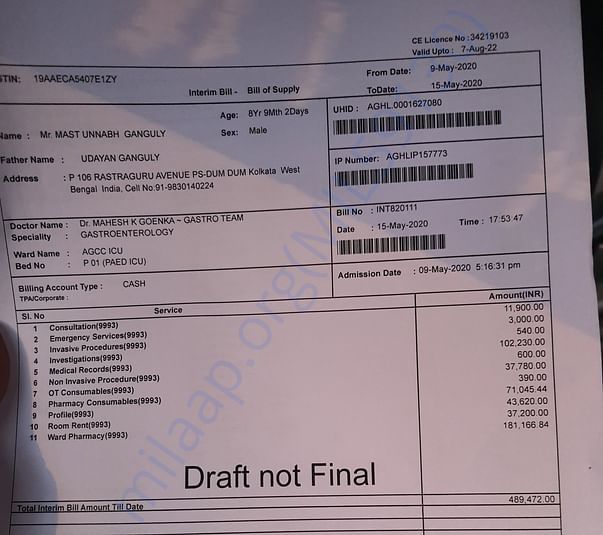 CE Licence No :34219103
Valid Upto : 7-Aug-22
STIN: 19AAECA5407E1ZY
Interim Bill - Bill of Supply
From Date: 9-May-2020
ToDate: 15-May-2020
Age: 8Yr 9Mth 2Days
Sex: Male
UHID : AGHL.0001627080
Name : Mr. MAST UNNABH GANGULY
Father Name : UDAYAN GANGULY
IP Number: AGHLIP157773
Address : P 106 RASTRAGURU AVENUE PS-DUM DUM Kolkata West
Bengal India, Cell No:91-9830140224
Doctor Name : Dr. MAHESH K GOENKA ~ GASTRO TEAM
Speciality : GASTROENTEROLOGY
Bill No : INT820111
Date : 15-May-2020 Time : 17:53:47
Ward Name : AGCC ICU
Bed No : P 01 (PAED ICU)
Admission Date : 09-May-2020 5:16:31 pm
Billing Account Type : CASH
TPA/Corporate :
Sl. No Service Amount(INR)
1 Consultation(9993) 11,900.00
2 Emergency Services(9993) 3,000.00
3 Invasive Procedures(9993) 540.00
4 Investigations(9993) 102,230.00
5 Medical Records(9993) 600.00
6 Non Invasive Procedure(9993) 37,780.00
7 OT Consumables(9993) 390.00
8 Pharmacy Consumables(9993) 71,045.44
9 Profile(9993) 43,620.00
10 Room Rent(9993) 37,200.00
11 Ward Pharmacy(9993) 181,166.84
Draft not Final
Total Interim Bill Amount Till Date 489,472.00